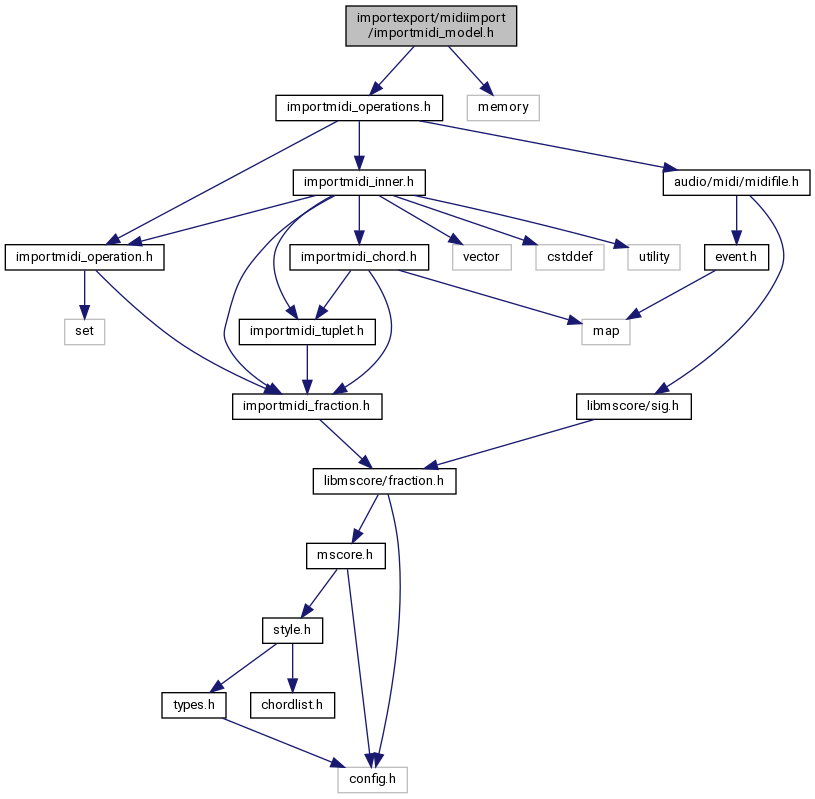 importexport/midiimport
/importmidi_model.h
importmidi_operations.h
memory
importmidi_inner.h
audio/midi/midifile.h
importmidi_operation.h
importmidi_chord.h
vector
cstddef
utility
event.h
set
importmidi_tuplet.h
map
importmidi_fraction.h
libmscore/sig.h
libmscore/fraction.h
mscore.h
style.h
types.h
chordlist.h
config.h